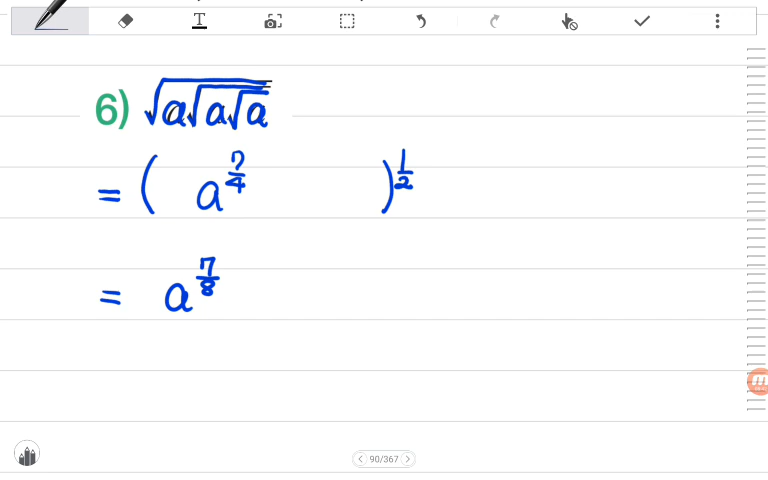 T
6) √(a√(a√a))
= ( a^(7/4) )^(1/2)
= a^(7/8)
90/367